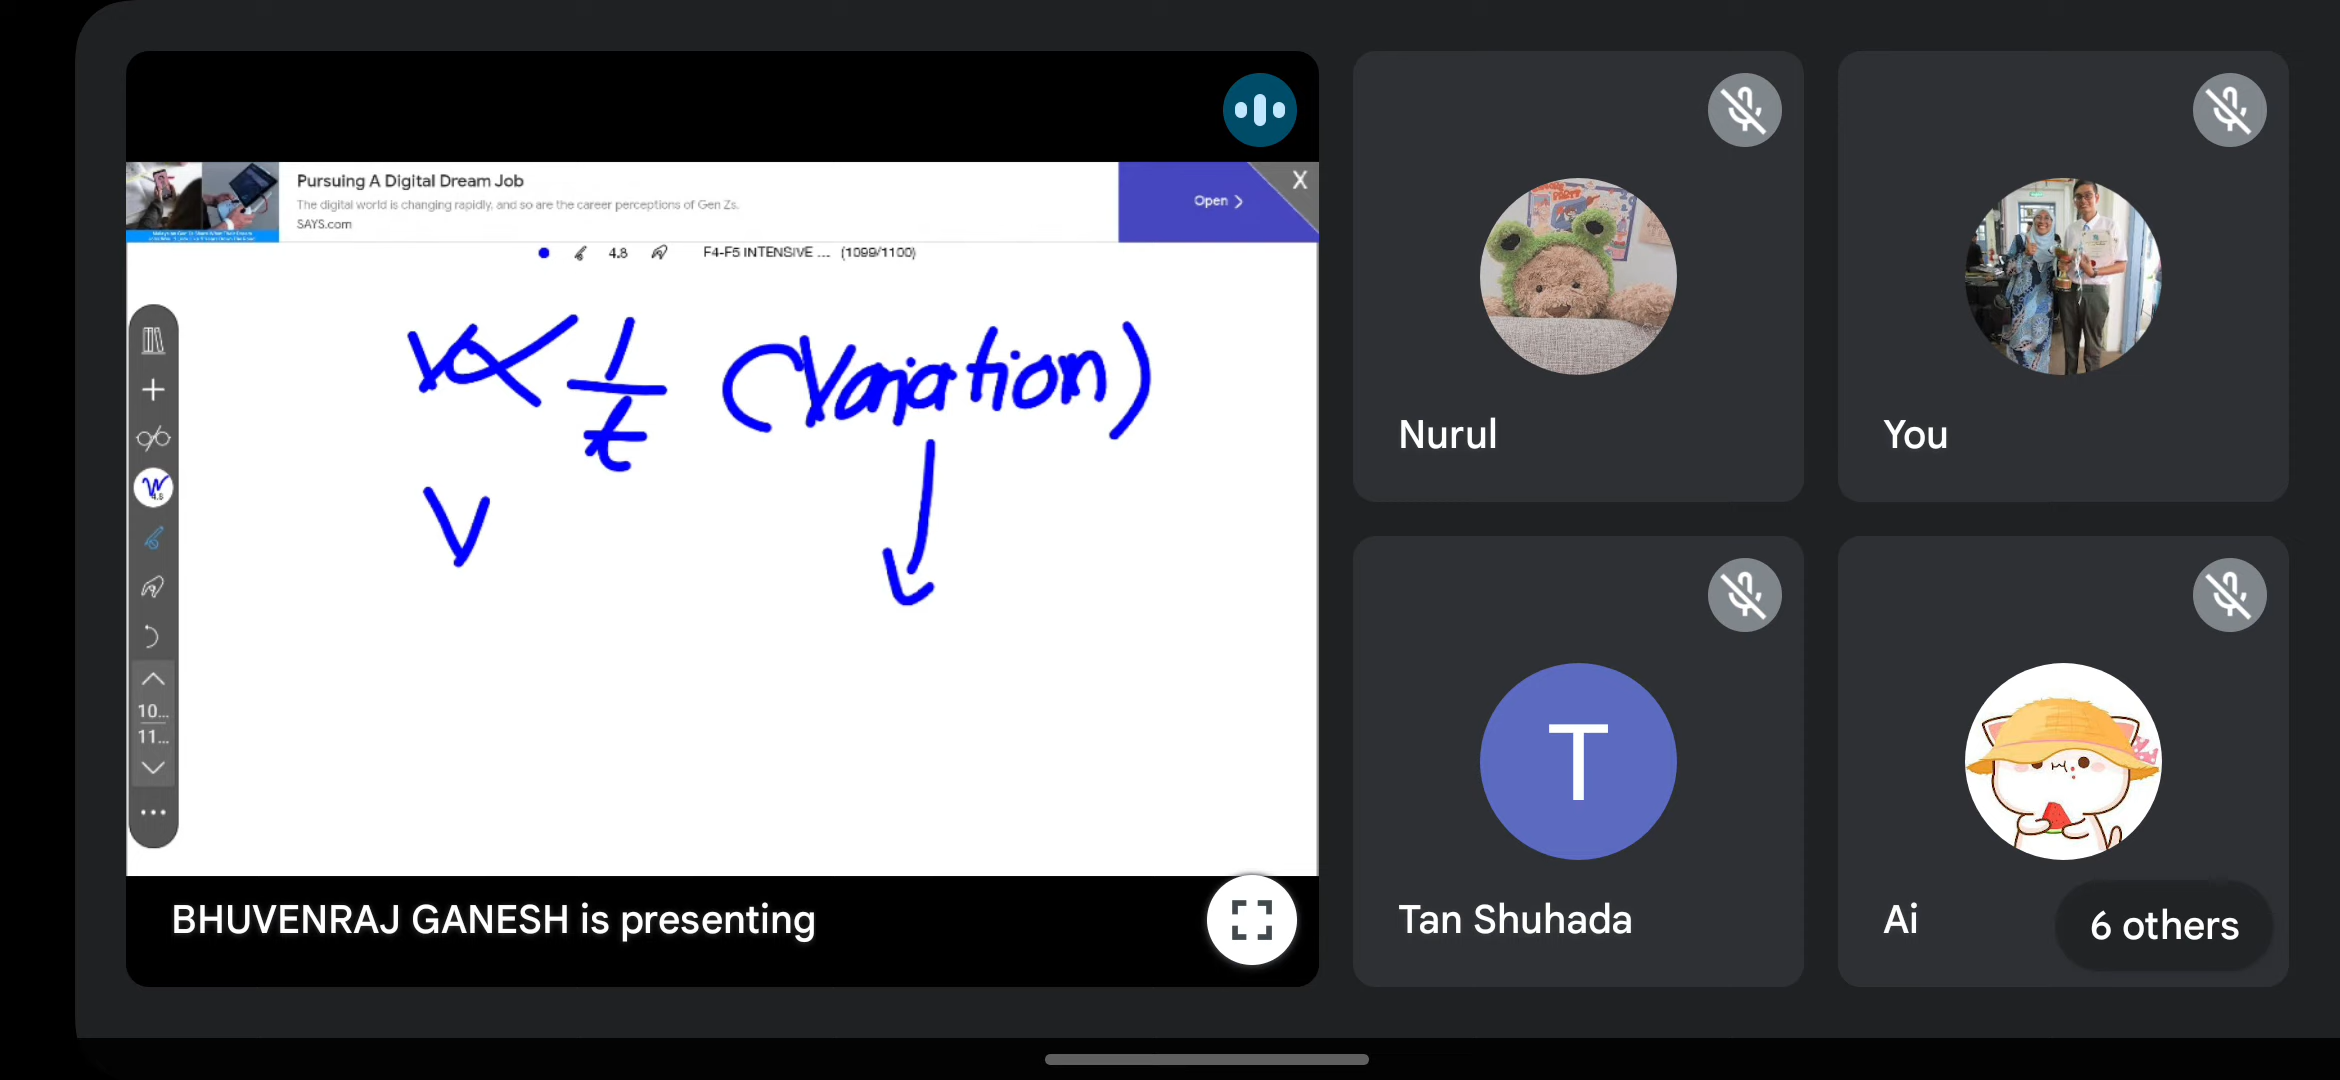 Pursuing A Digital Dream Job
The digital world is changing rapidly, and so are the career perceptions of Gen Zs.
SAYS.com
Open
X
4.8 F4-F5 INTENSIVE ... (1099/1100)
V∝1/t (Variation)
V
4.8
10...
11...
BHUVENRAJ GANESH is presenting
Nurul
You
T
Tan Shuhada
Ai
6 others